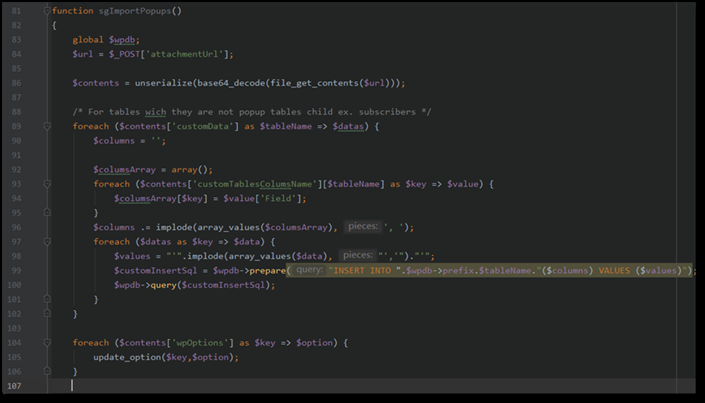 81 function sgImportPopups()
82 {
83 global $wpdb;
84 $url = $_POST['attachmentUrl'];
85
86 $contents = unserialize(base64_decode(file_get_contents($url)));
87
88 /* For tables wich they are not popup tables child ex. subscribers */
89 foreach ($contents['customData'] as $tableName => $datas) {
90 $columns = '';
91
92 $columsArray = array();
93 foreach ($contents['customTablesColumsName'][$tableName] as $key => $value) {
94 $columsArray[$key] = $value['Field'];
95 }
96 $columns .= implode(array_values($columsArray), pieces: ', ');
97 foreach ($datas as $key => $data) {
98 $values = "'".implode(array_values($data), pieces: "','")."'";
99 $customInsertSql = $wpdb->prepare( query: "INSERT INTO ".$wpdb->prefix.$tableName."($columns) VALUES ($values)");
100 $wpdb->query($customInsertSql);
101 }
102 }
103
104 foreach ($contents['wpOptions'] as $key => $option) {
105 update_option($key,$option);
106 }
107